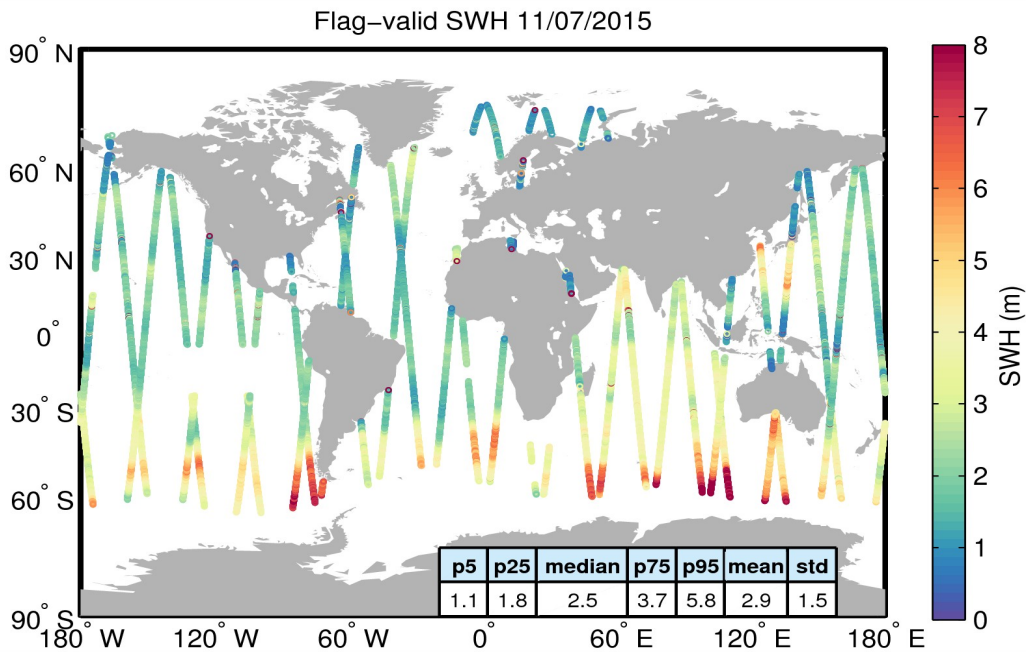 Flag−valid SWH 11/07/2015
90° N
60° N
30° N
0°
30° S
60° S
90° S
180° W
120° W
60° W
0°
60° E
120° E
180° E
8
7
6
5
4
3
2
1
0
SWH (m)
p5 p25 median p75 p95 mean std
1.1 1.8 2.5 3.7 5.8 2.9 1.5